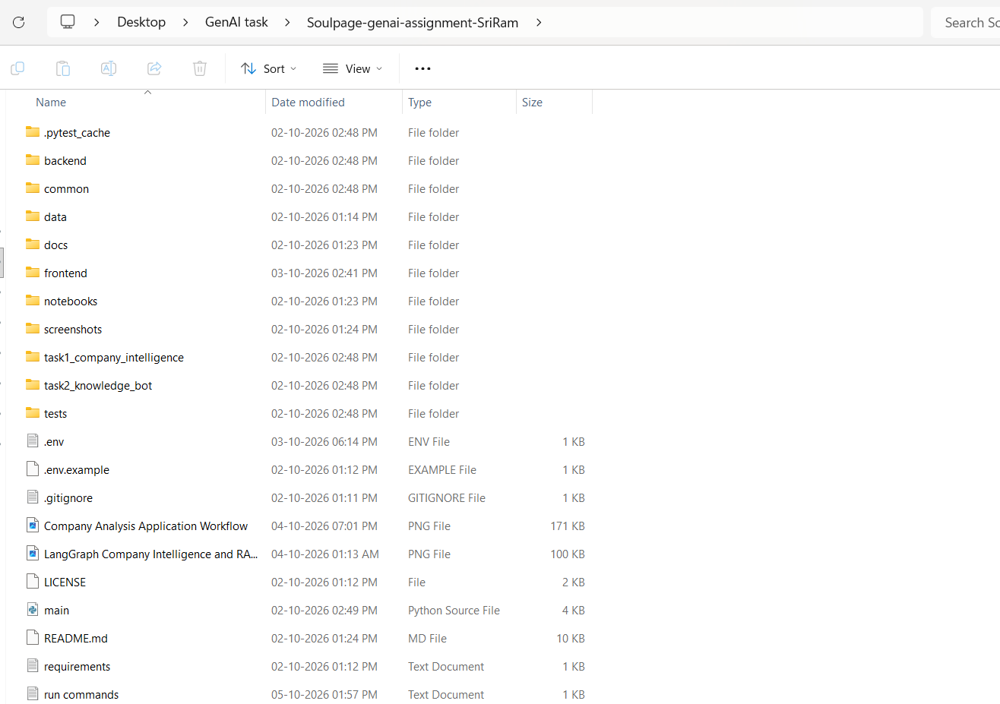 Desktop > GenAI task > Soulpage-genai-assignment-SriRam >
Search Sc
Sort View
Name Date modified Type Size
.pytest_cache 02-10-2026 02:48 PM File folder
backend 02-10-2026 02:48 PM File folder
common 02-10-2026 02:48 PM File folder
data 02-10-2026 01:14 PM File folder
docs 02-10-2026 01:23 PM File folder
frontend 03-10-2026 02:41 PM File folder
notebooks 02-10-2026 01:23 PM File folder
screenshots 02-10-2026 01:24 PM File folder
task1_company_intelligence 02-10-2026 02:48 PM File folder
task2_knowledge_bot 02-10-2026 02:48 PM File folder
tests 02-10-2026 02:48 PM File folder
.env 03-10-2026 06:14 PM ENV File 1 KB
.env.example 02-10-2026 01:12 PM EXAMPLE File 1 KB
.gitignore 02-10-2026 01:11 PM GITIGNORE File 1 KB
Company Analysis Application Workflow 04-10-2026 07:01 PM PNG File 171 KB
LangGraph Company Intelligence and RA... 04-10-2026 01:13 AM PNG File 100 KB
LICENSE 02-10-2026 01:12 PM File 2 KB
main 02-10-2026 02:49 PM Python Source File 4 KB
README.md 02-10-2026 01:24 PM MD File 10 KB
requirements 02-10-2026 01:12 PM Text Document 1 KB
run commands 05-10-2026 01:57 PM Text Document 1 KB